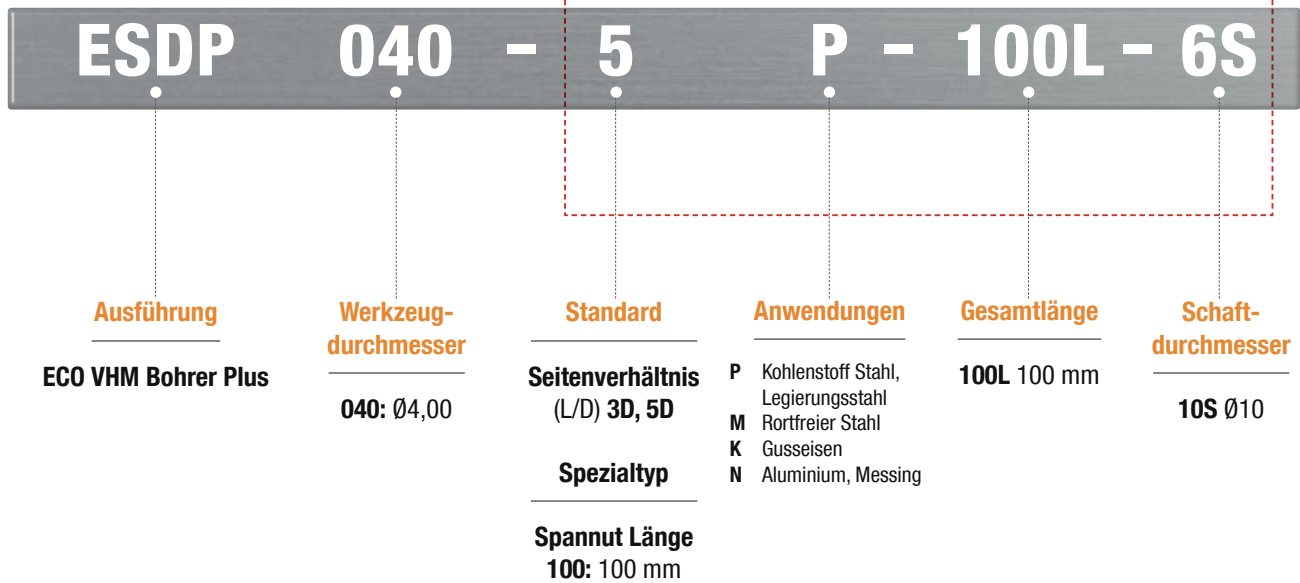 ESDP 040 - 5 P - 100L - 6S
Ausführung
ECO VHM Bohrer Plus
Werkzeug-
durchmesser
040: Ø4,00
Standard
Seitenverhältnis
(L/D) 3D, 5D
Spezialtyp
Spannut Länge
100: 100 mm
Anwendungen
P Kohlenstoff Stahl,
Legierungsstahl
M Rortfreier Stahl
K Gusseisen
N Aluminium, Messing
Gesamtlänge
100L 100 mm
Schaft-
durchmesser
10S Ø10